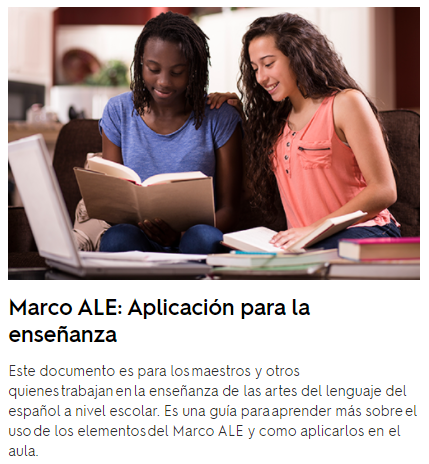 Marco ALE: Aplicación para la
enseñanza
Este documento es para los maestros y otros
quienes trabajan en la enseñanza de las artes del lenguaje del
español a nivel escolar. Es una guía para aprender más sobre el
uso de los elementos del Marco ALE y como aplicarlos en el
aula.